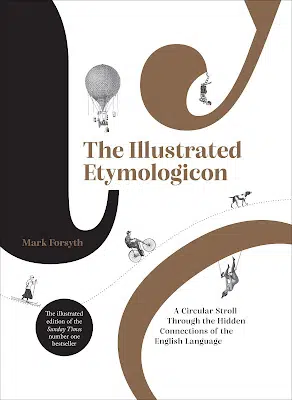 The Illustrated
Etymologicon
Mark Forsyth
The illustrated
edition of the
Sunday Times
number one
bestseller
A Circular Stroll
Through the Hidden
Connections of the
English Language